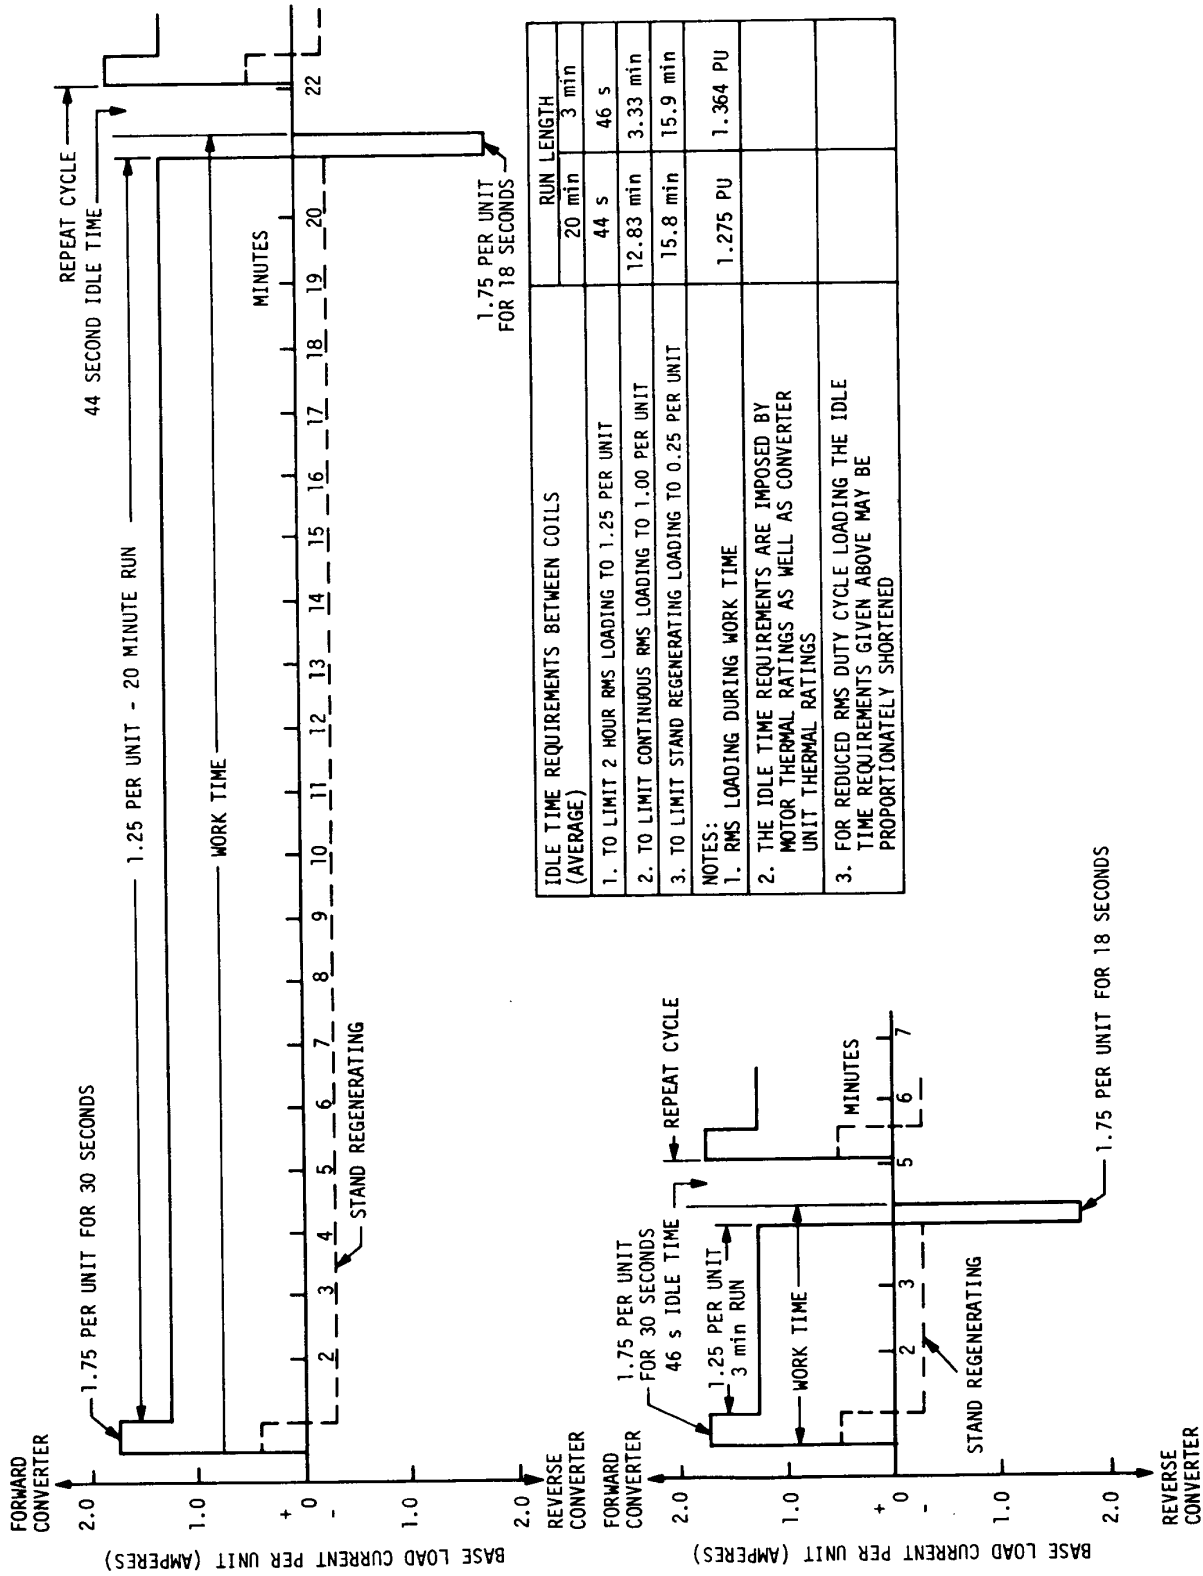 FORWARD
CONVERTER
2.0
1.0
+
0
-
1.0
2.0
REVERSE
CONVERTER
BASE LOAD CURRENT PER UNIT (AMPERES)
1.75 PER UNIT FOR 30 SECONDS
1.25 PER UNIT - 20 MINUTE RUN
WORK TIME
REPEAT CYCLE
44 SECOND IDLE TIME
2 3 4 5 6 7 8 9 10 11 12 13 14 15 16 17 18 19 20 22
MINUTES
STAND REGENERATING
1.75 PER UNIT
FOR 18 SECONDS
FORWARD
CONVERTER
2.0
1.0
+
0
-
1.0
2.0
REVERSE
CONVERTER
BASE LOAD CURRENT PER UNIT (AMPERES)
1.75 PER UNIT
FOR 30 SECONDS
46 s IDLE TIME
1.25 PER UNIT
3 min RUN
WORK TIME
REPEAT CYCLE
2 3 5 6 7
MINUTES
STAND REGENERATING
1.75 PER UNIT FOR 18 SECONDS
IDLE TIME REQUIREMENTS BETWEEN COILS
(AVERAGE)
RUN LENGTH
20 min 3 min
1. TO LIMIT 2 HOUR RMS LOADING TO 1.25 PER UNIT 44 s 46 s
2. TO LIMIT CONTINUOUS RMS LOADING TO 1.00 PER UNIT 12.83 min 3.33 min
3. TO LIMIT STAND REGENERATING LOADING TO 0.25 PER UNIT 15.8 min 15.9 min
NOTES:
1. RMS LOADING DURING WORK TIME 1.275 PU 1.364 PU
2. THE IDLE TIME REQUIREMENTS ARE IMPOSED BY
MOTOR THERMAL RATINGS AS WELL AS CONVERTER
UNIT THERMAL RATINGS
3. FOR REDUCED RMS DUTY CYCLE LOADING THE IDLE
TIME REQUIREMENTS GIVEN ABOVE MAY BE
PROPORTIONATELY SHORTENED